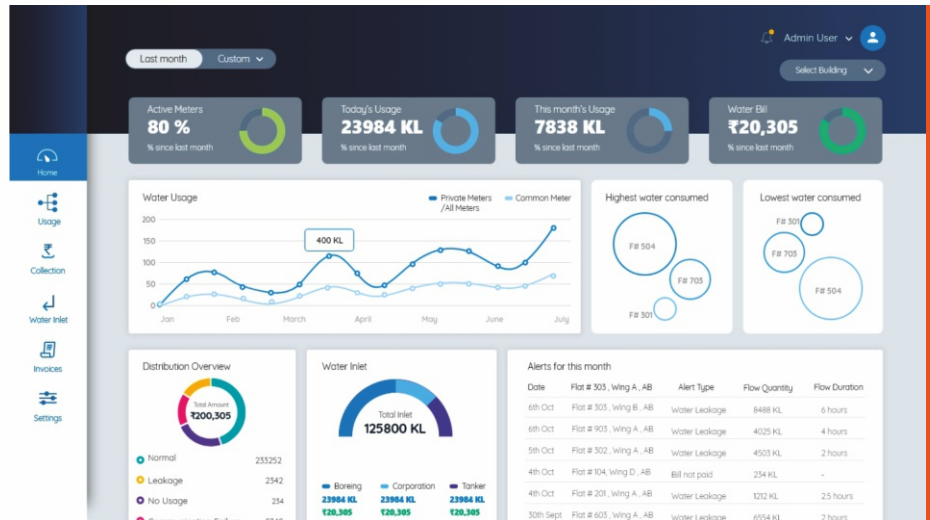 Admin User
Last month
Custom
Select Building
Active Meters
80 %
% since last month
Today's Usage
23984 KL
% since last month
This month's Usage
7838 KL
% since last month
Water Bill
₹20,305
% since last month
Home
Usage
Collection
Water Inlet
Invoices
Settings
Water Usage
Private Meters
/All Meters
Common Meter
200
150
100
50
0
400 KL
Jan Feb March April May June July
Highest water consumed
F# 504
F# 703
F# 301
Lowest water consumed
F# 301
F# 703
F# 504
Distribution Overview
Total Amount
₹200,305
Normal 233252
Leakage 2342
No Usage 234
Water Inlet
Total Inlet
125800 KL
Boreing Corporation Tanker
23984 KL 23984 KL 23984 KL
₹20,305 ₹20,305 ₹20,305
Alerts for this month
Date Flat # 303 , Wing A , AB Alert Type Flow Quantity Flow Duration
6th Oct Flat # 303 , Wing B , AB Water Leakage 8488 KL 6 hours
6th Oct Flat # 903 , Wing A , AB Water Leakage 4025 KL 4 hours
5th Oct Flat # 302 , Wing A , AB Water Leakage 4503 KL 2 hours
4th Oct Flat # 104, Wing D , AB Bill not paid 234 KL -
4th Oct Flat # 201 , Wing A , AB Water Leakage 1212 KL 2.5 hours
30th Sept Flat # 603 , Wing A , AB Water Leakage 6554 KL 2 hours